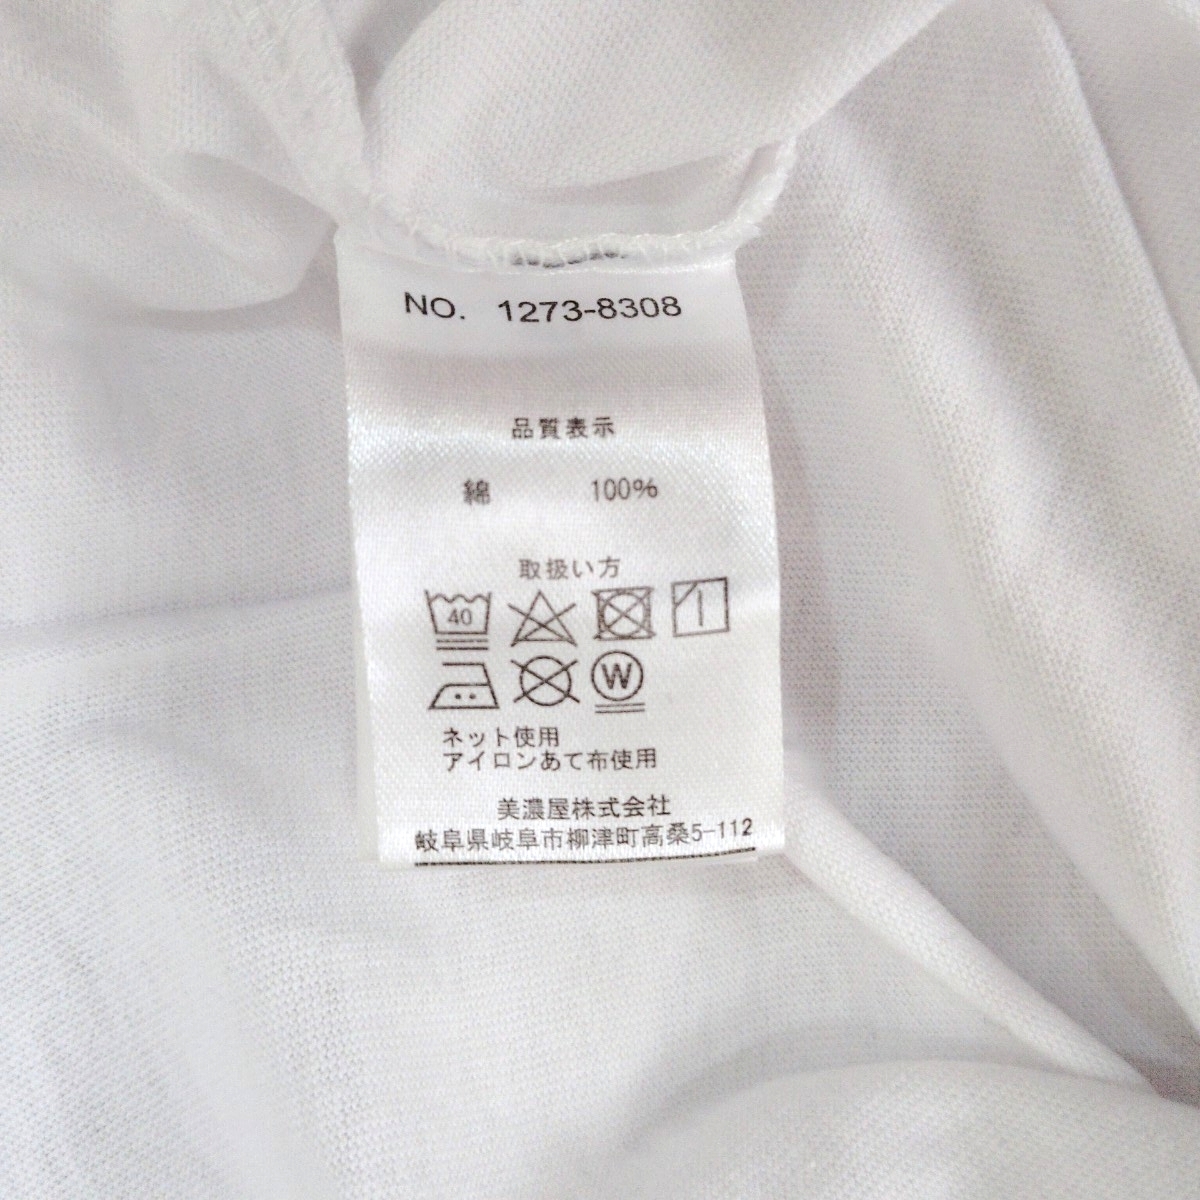 NO. 1273-8308
品質表示
綿 100%
取扱い方
40
W
ネット使用
アイロンあて布使用
美濃屋株式会社
岐阜県岐阜市柳津町高桑5-112